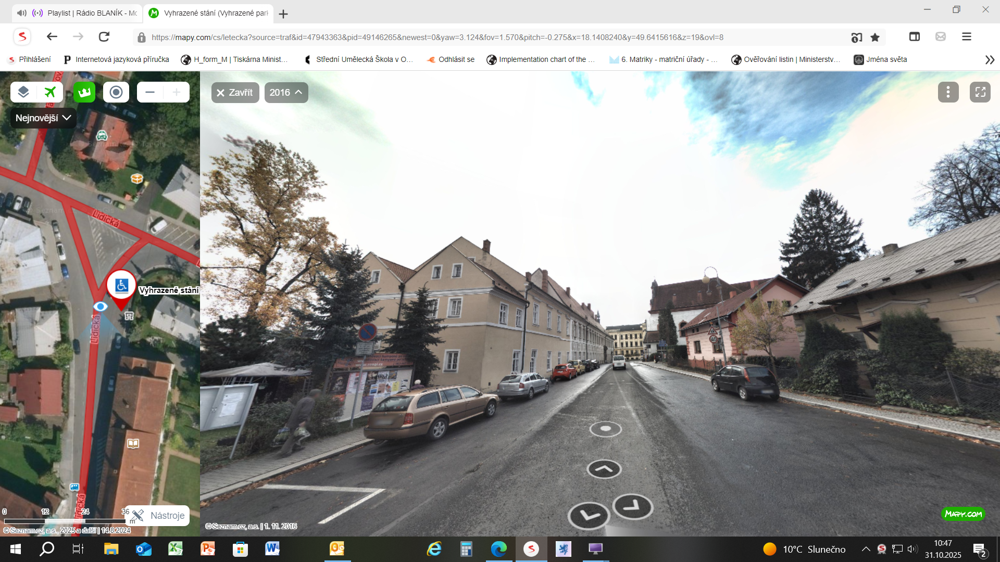 Playlist | Rádio BLANÍK - Mo
Vyhrazené stání (Vyhrazené park
https://mapy.com/cs/letecka?source=traf&id=47943363&pid=49146265&newest=0&yaw=3.124&fov=1.570&pitch=-0.275&x=18.1408240&y=49.6415616&z=19&ovl=8
Přihlášení
Internetová jazyková příručka
H_form_M | Tiskárna Minist…
Střední Umělecká Škola v O…
Odhlásit se
Implementation chart of the …
6. Matriky - matriční úřady - …
Ověřování listin | Ministerstv…
Jména světa
Zavřít
2016
Nejnovější
Lidická
Vyhrazené stání
Lidická
Lidická
40
0 12 24 36 m
Nástroje
© Seznam.cz, a.s., 2025 a další | 14.8.2024
© Seznam.cz, a.s. | 1. 11. 2016
Mapy.com
10°C Slunečno
10:47
31.10.2025
2